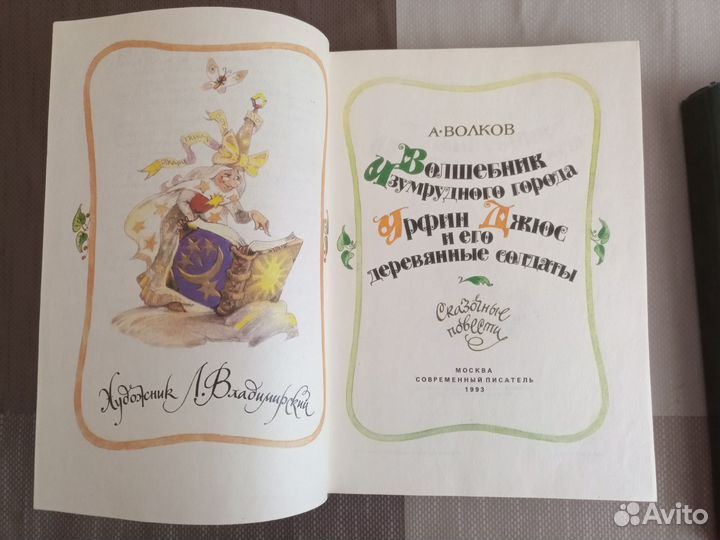 Художник Л. Владимирский
А·ВОЛКОВ
Волшебник
Изумрудного города
Урфин Джюс
и его
деревянные солдаты
Сказочные
повести
МОСКВА
СОВРЕМЕННЫЙ ПИСАТЕЛЬ
1993
Avito